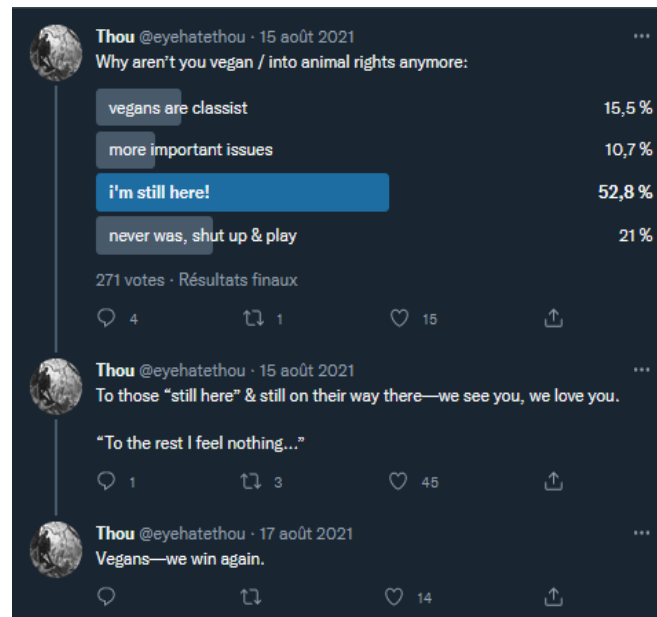 Thou @eyehatethou · 15 août 2021
Why aren't you vegan / into animal rights anymore:
vegans are classist 15,5 %
more important issues 10,7 %
i'm still here! 52,8 %
never was, shut up & play 21 %
271 votes · Résultats finaux
4 1 15
Thou @eyehatethou · 15 août 2021
To those “still here” & still on their way there—we see you, we love you.
“To the rest I feel nothing...”
1 3 45
Thou @eyehatethou · 17 août 2021
Vegans—we win again.
14